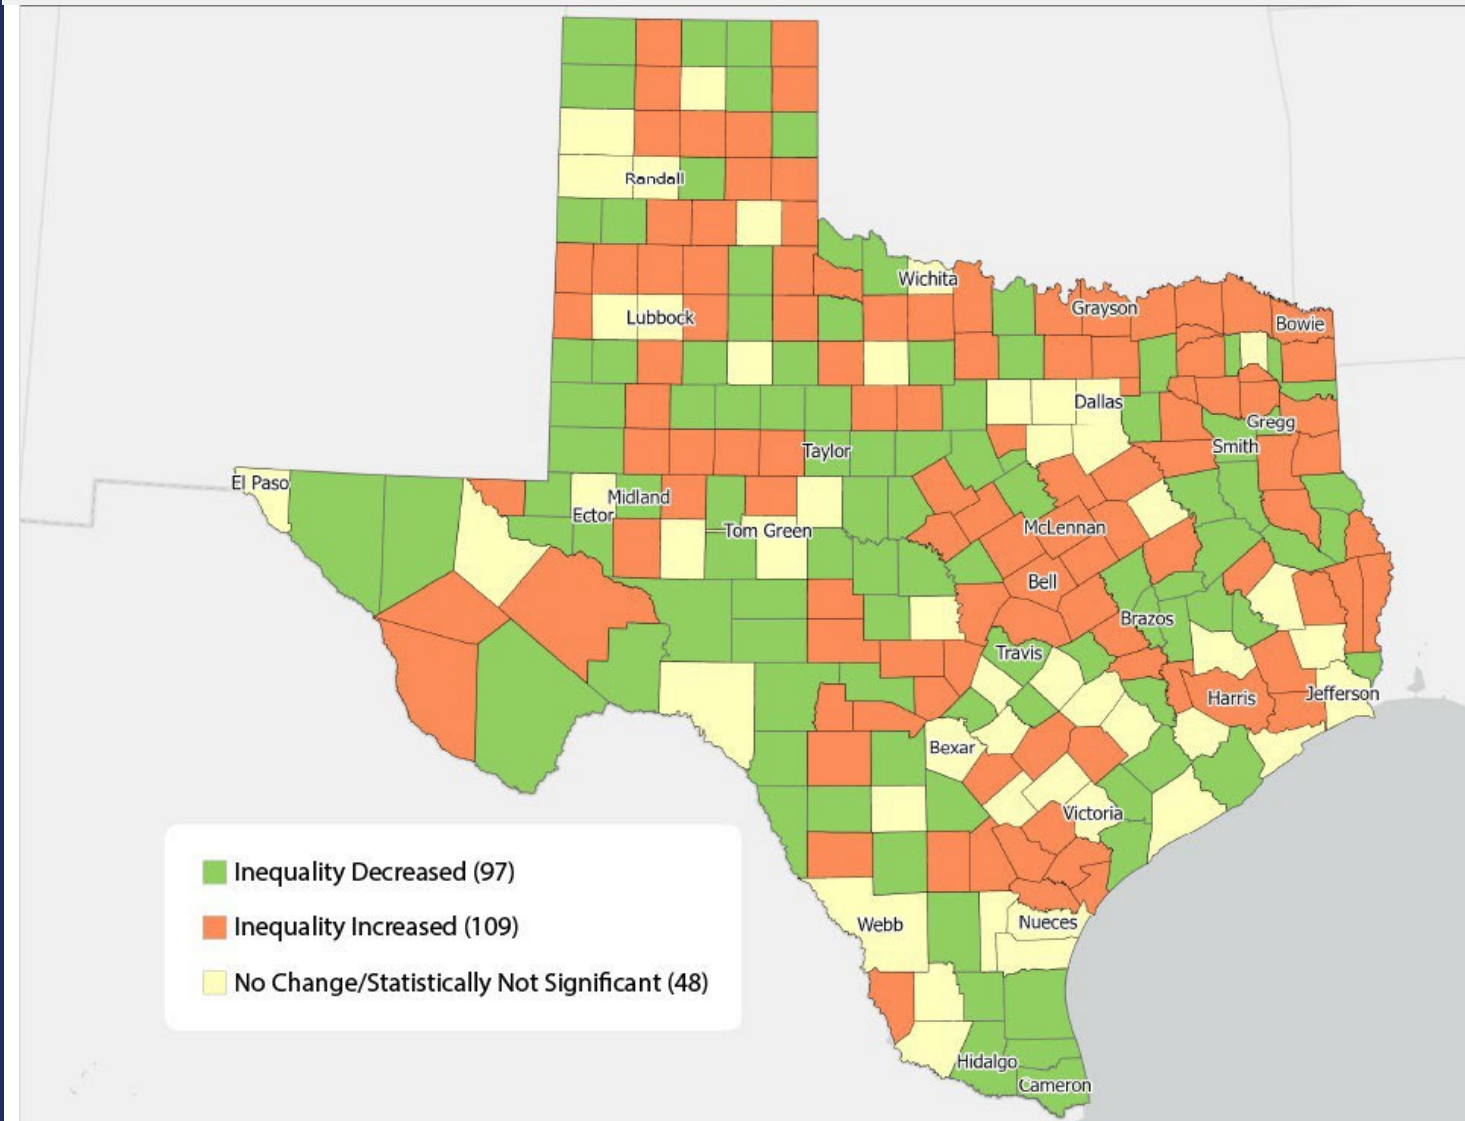 Randall
Wichita
Lubbock
Grayson
Bowie
Dallas
Gregg
Smith
Taylor
El Paso
Midland
Ector
Tom Green
McLennan
Bell
Brazos
Travis
Harris
Jefferson
Bexar
Victoria
Inequality Decreased (97)
Inequality Increased (109)
No Change/Statistically Not Significant (48)
Webb
Nueces
Hidalgo
Cameron